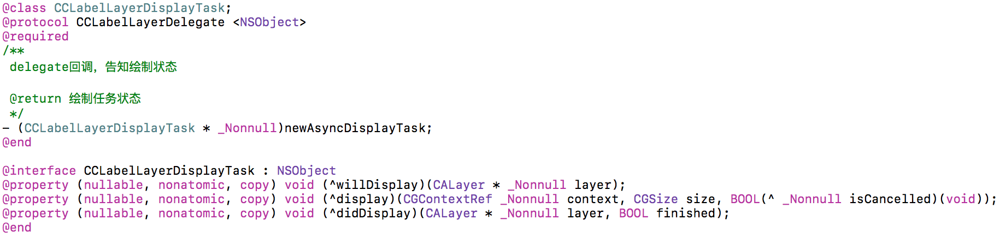 @class CCLabelLayerDisplayTask;
@protocol CCLabelLayerDelegate <NSObject>
@required
/**
 delegate回调，告知绘制状态
 @return 绘制任务状态
 */
- (CCLabelLayerDisplayTask * _Nonnull)newAsyncDisplayTask;
@end
@interface CCLabelLayerDisplayTask : NSObject
@property (nullable, nonatomic, copy) void (^willDisplay)(CALayer * _Nonnull layer);
@property (nullable, nonatomic, copy) void (^display)(CGContextRef _Nonnull context, CGSize size, BOOL(^ _Nonnull isCancelled)(void));
@property (nullable, nonatomic, copy) void (^didDisplay)(CALayer * _Nonnull layer, BOOL finished);
@end